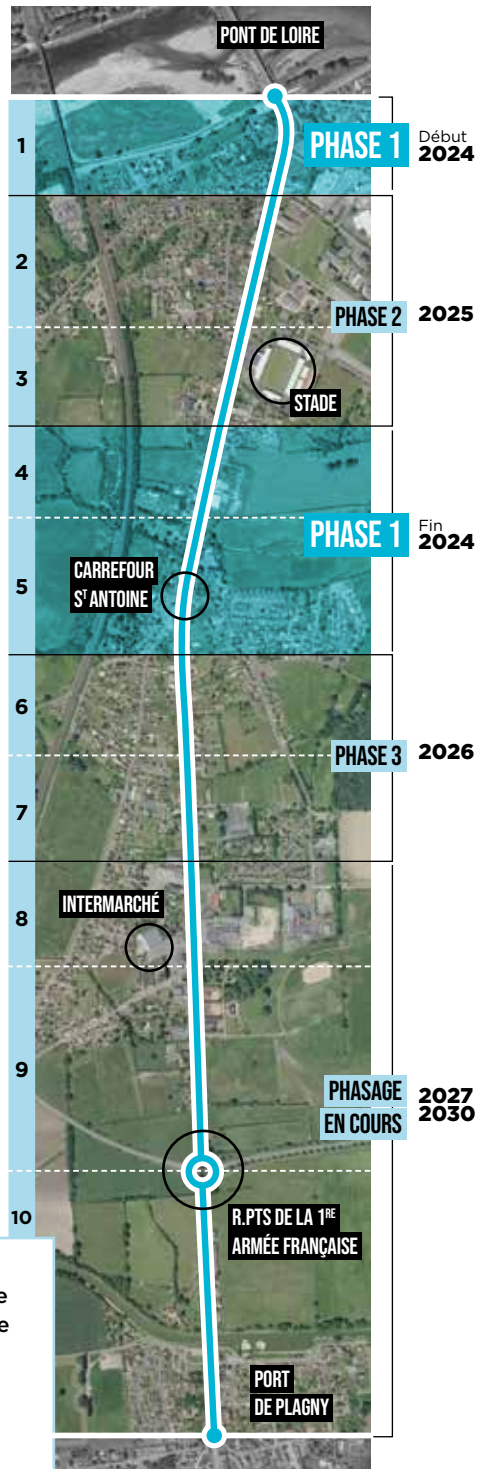 PONT DE LOIRE
1
PHASE 1
Début
2024
2
PHASE 2
2025
3
STADE
4
PHASE 1
Fin
2024
CARREFOUR
Sᵀ ANTOINE
5
6
PHASE 3
2026
7
INTERMARCHÉ
8
9
PHASAGE
EN COURS
2027
2030
10
R.PTS DE LA 1ᴿᴱ
ARMÉE FRANÇAISE
e
e
PORT
DE PLAGNY